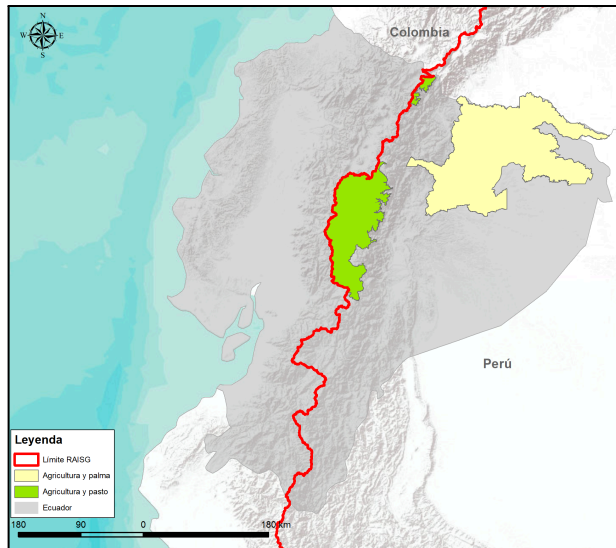 N
W E
S
Colombia
Perú
Leyenda
Límite RAISG
Agricultura y palma
Agricultura y pasto
Ecuador
180 90 0 180 km